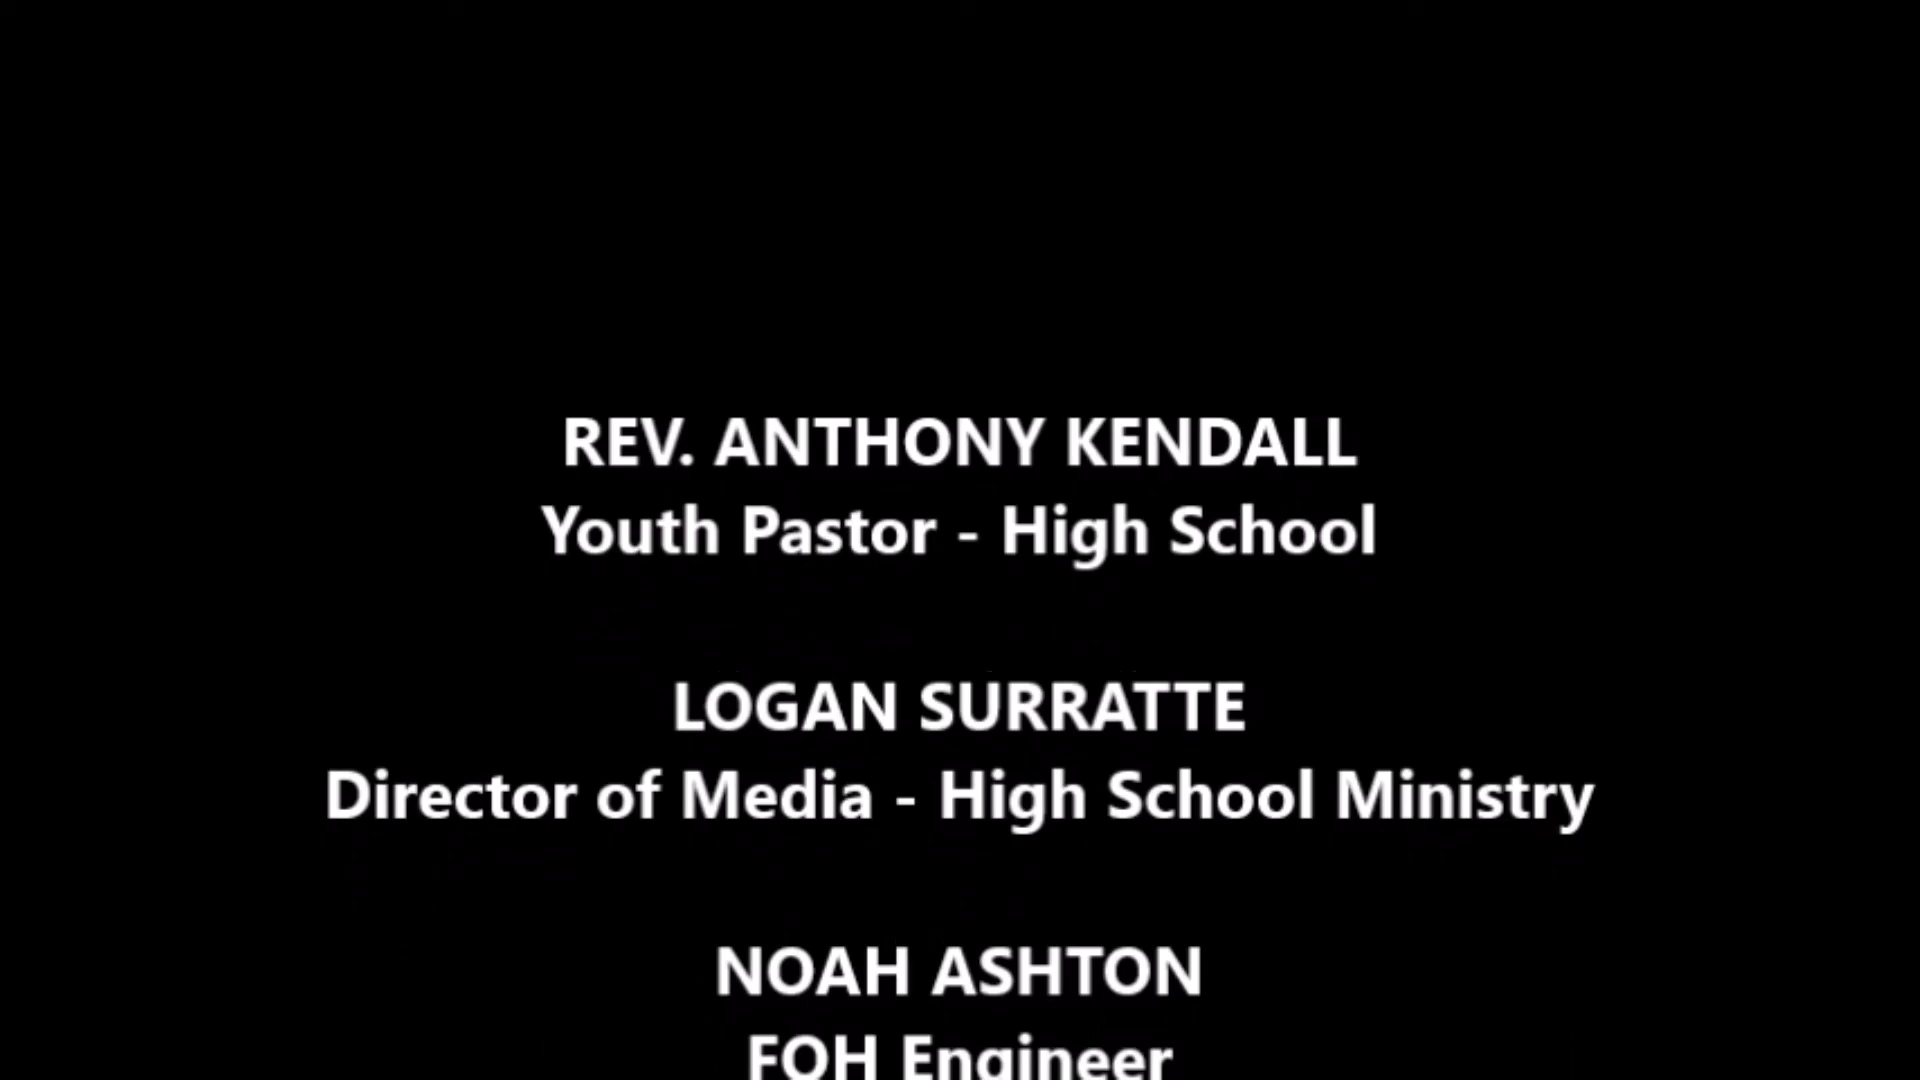 REV. ANTHONY KENDALL
Youth Pastor - High School
LOGAN SURRATTE
Director of Media - High School Ministry
NOAH ASHTON
FOH Engineer